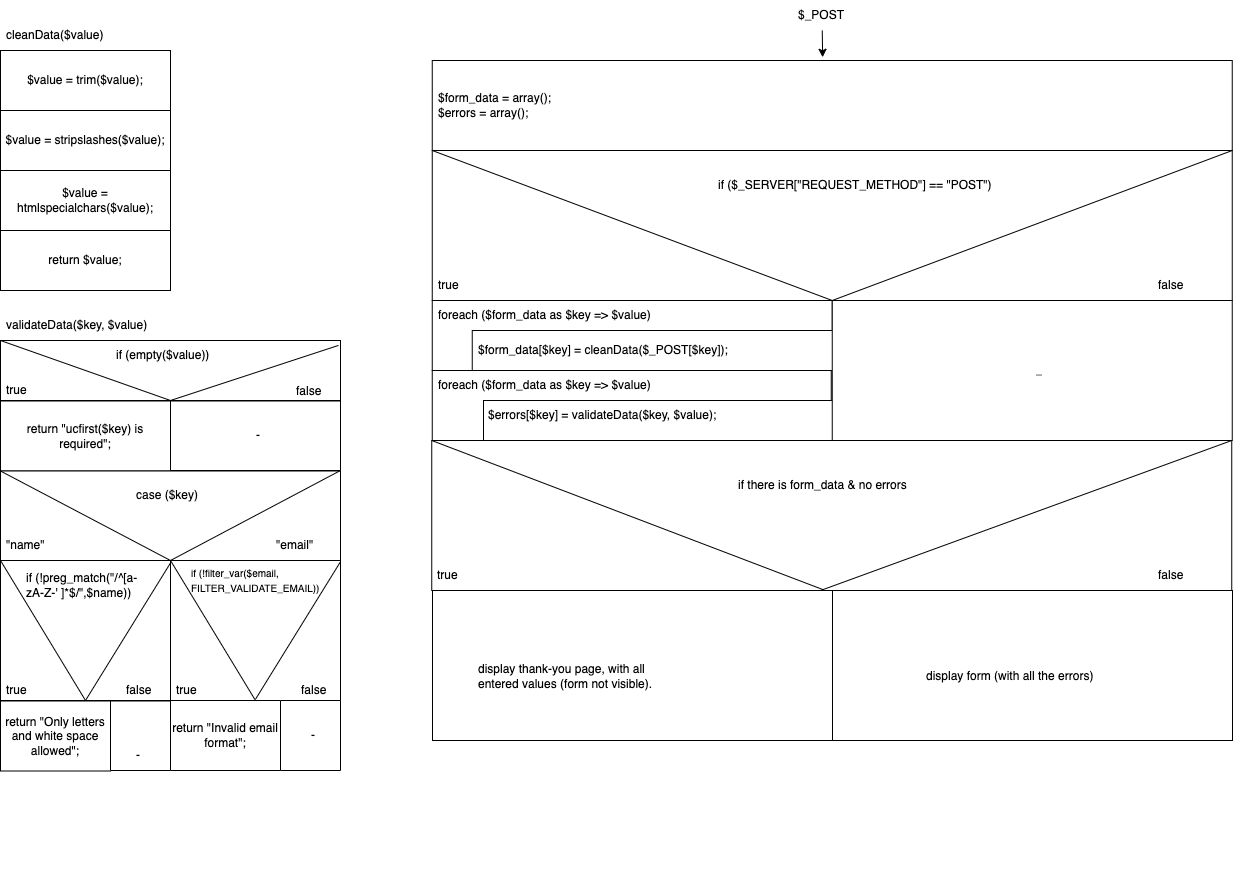 cleanData($value)
$value = trim($value);
$value = stripslashes($value);
$value =
htmlspecialchars($value);
return $value;
validateData($key, $value)
if (empty($value))
true
false
return "ucfirst($key) is
required";
-
case ($key)
"name"
"email"
if (!preg_match("/^[a-
zA-Z-' ]*$/",$name))
true
false
if (!filter_var($email,
FILTER_VALIDATE_EMAIL))
true
false
return "Only letters
and white space
allowed";
-
return "Invalid email
format";
-
$_POST
$form_data = array();
$errors = array();
if ($_SERVER["REQUEST_METHOD"] == "POST")
true
false
foreach ($form_data as $key => $value)
$form_data[$key] = cleanData($_POST[$key]);
foreach ($form_data as $key => $value)
$errors[$key] = validateData($key, $value);
_
if there is form_data & no errors
true
false
display thank-you page, with all
entered values (form not visible).
display form (with all the errors)